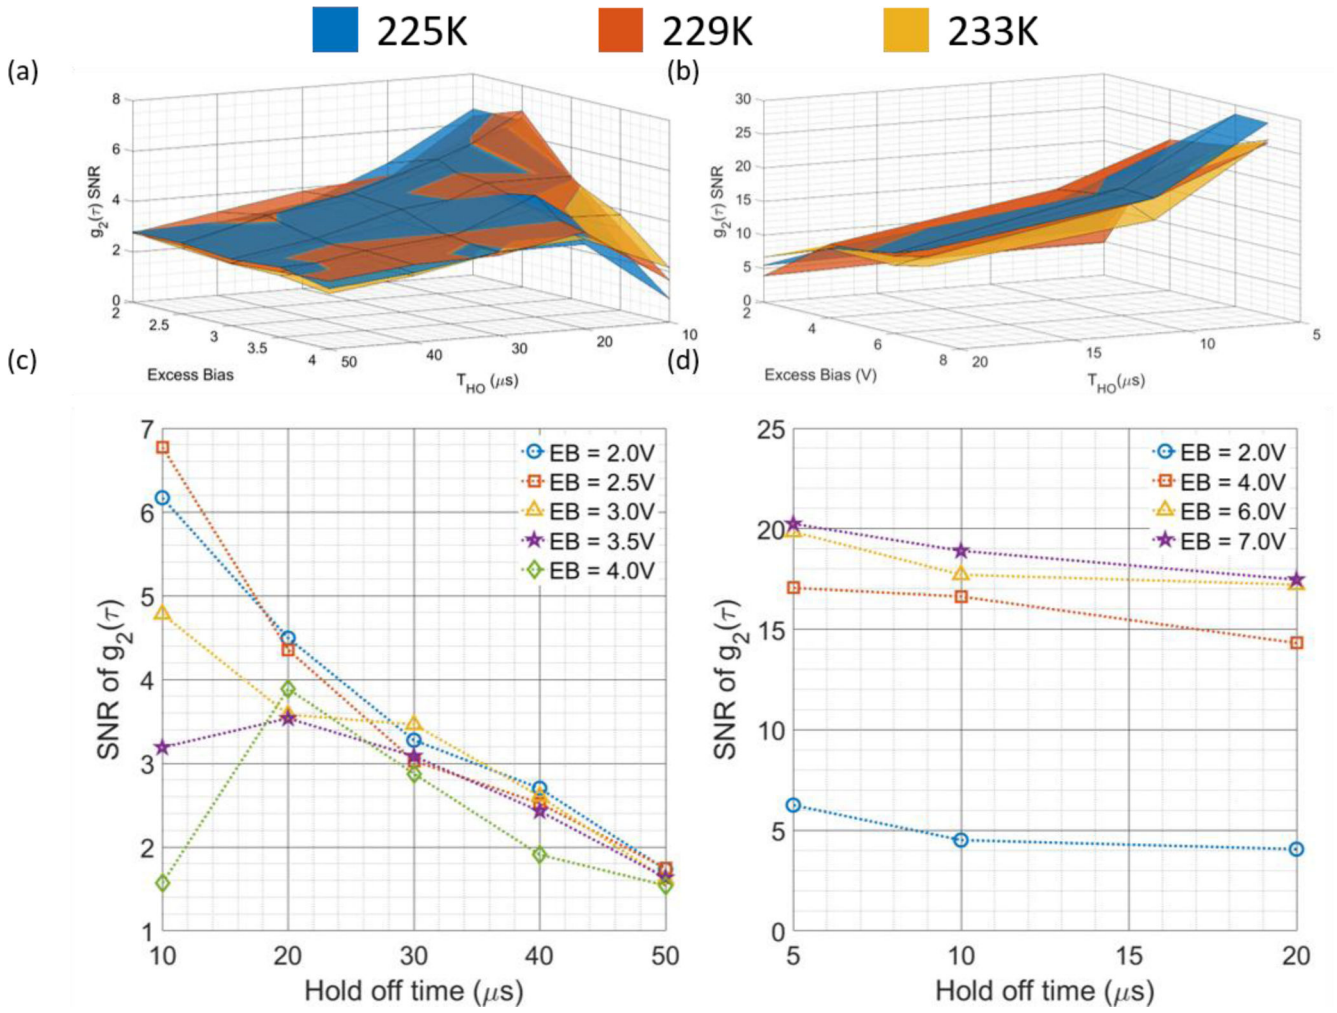 225K 229K 233K
(a) (b)
8
6
4
2
0
g2(τ) SNR
2 2.5 3 3.5 4
Excess Bias
50 40 30 20 10
THO (μs)
30
25
20
15
10
5
0
g2(τ) SNR
2 4 6 8
Excess Bias (V)
20 15 10 5
THO(μs)
(c) (d)
7
6
5
4
3
2
1
SNR of g2(τ)
EB = 2.0V
EB = 2.5V
EB = 3.0V
EB = 3.5V
EB = 4.0V
10 20 30 40 50
Hold off time (μs)
25
20
15
10
5
0
SNR of g2(τ)
EB = 2.0V
EB = 4.0V
EB = 6.0V
EB = 7.0V
5 10 15 20
Hold off time (μs)